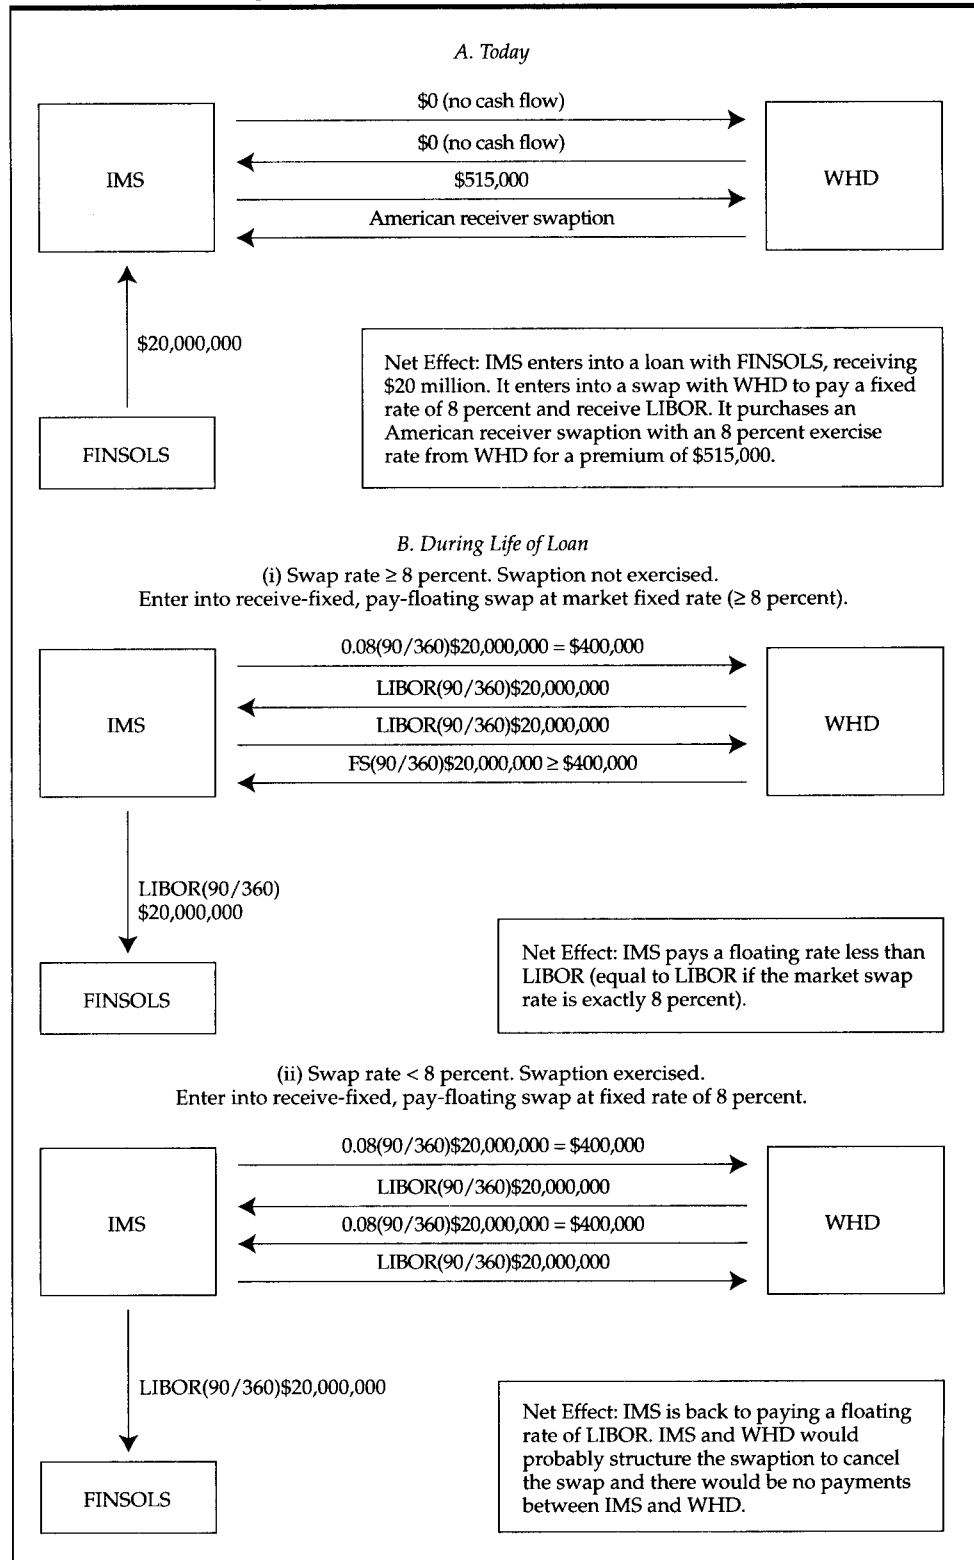 A. Today
$0 (no cash flow)
$0 (no cash flow)
IMS
$515,000
WHD
American receiver swaption
$20,000,000
FINSOLS
Net Effect: IMS enters into a loan with FINSOLS, receiving
$20 million. It enters into a swap with WHD to pay a fixed
rate of 8 percent and receive LIBOR. It purchases an
American receiver swaption with an 8 percent exercise
rate from WHD for a premium of $515,000.
B. During Life of Loan
(i) Swap rate ≥ 8 percent. Swaption not exercised.
Enter into receive-fixed, pay-floating swap at market fixed rate (≥ 8 percent).
0.08(90/360)$20,000,000 = $400,000
LIBOR(90/360)$20,000,000
IMS
LIBOR(90/360)$20,000,000
WHD
FS(90/360)$20,000,000 ≥ $400,000
LIBOR(90/360)
$20,000,000
FINSOLS
Net Effect: IMS pays a floating rate less than
LIBOR (equal to LIBOR if the market swap
rate is exactly 8 percent).
(ii) Swap rate < 8 percent. Swaption exercised.
Enter into receive-fixed, pay-floating swap at fixed rate of 8 percent.
0.08(90/360)$20,000,000 = $400,000
LIBOR(90/360)$20,000,000
IMS
0.08(90/360)$20,000,000 = $400,000
WHD
LIBOR(90/360)$20,000,000
LIBOR(90/360)$20,000,000
FINSOLS
Net Effect: IMS is back to paying a floating
rate of LIBOR. IMS and WHD would
probably structure the swaption to cancel
the swap and there would be no payments
between IMS and WHD.